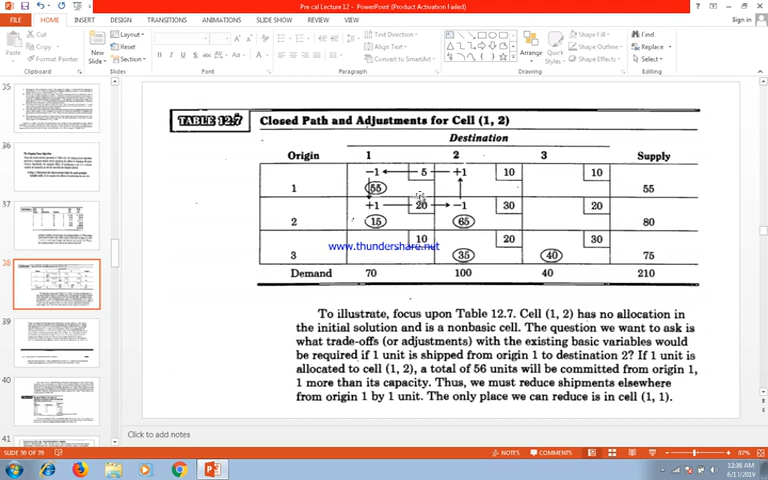 Pre cal Lecture 12 - PowerPoint (Product Activation Failed)
Sign in
FILE HOME INSERT DESIGN TRANSITIONS ANIMATIONS SLIDE SHOW REVIEW VIEW
Cut
Copy
Paste
Format Painter
Clipboard
New Slide
Layout
Reset
Section
Slides
Font
Text Direction
Align Text
Convert to SmartArt
Paragraph
Arrange
Quick Styles
Shape Fill
Shape Outline
Shape Effects
Drawing
Find
Replace
Select
Editing
35
36
37
38
39
40
41
TABLE 12.7 Closed Path and Adjustments for Cell (1, 2)
Destination
Origin 1 2 3 Supply
−1 5 +1 10 10
1 55 55
+1 20 −1 30 20
2 15 65 80
10 20 30
www.thundershare.net
3 35 40 75
Demand 70 100 40 210
To illustrate, focus upon Table 12.7. Cell (1, 2) has no allocation in
the initial solution and is a nonbasic cell. The question we want to ask is
what trade-offs (or adjustments) with the existing basic variables would
be required if 1 unit is shipped from origin 1 to destination 2? If 1 unit is
allocated to cell (1, 2), a total of 56 units will be committed from origin 1,
1 more than its capacity. Thus, we must reduce shipments elsewhere
from origin 1 by 1 unit. The only place we can reduce is in cell (1, 1).
Click to add notes
SLIDE 38 OF 78
NOTES COMMENTS 87%
12:36 AM
6/17/2019